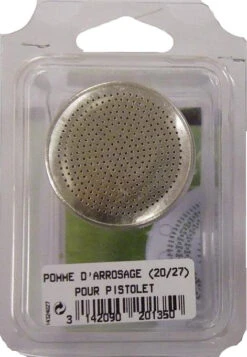 POMME D'ARROSAGE (20/27)
POUR PISTOLET
3 142090 201350